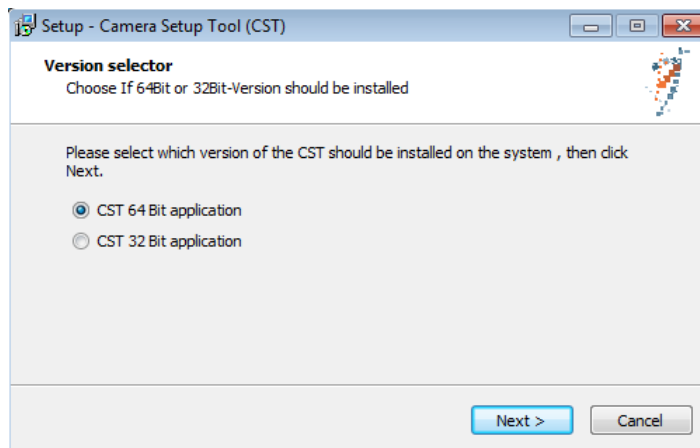 Setup - Camera Setup Tool (CST)
Version selector
Choose If 64Bit or 32Bit-Version should be installed
Please select which version of the CST should be installed on the system , then click
Next.
CST 64 Bit application
CST 32 Bit application
Next >
Cancel